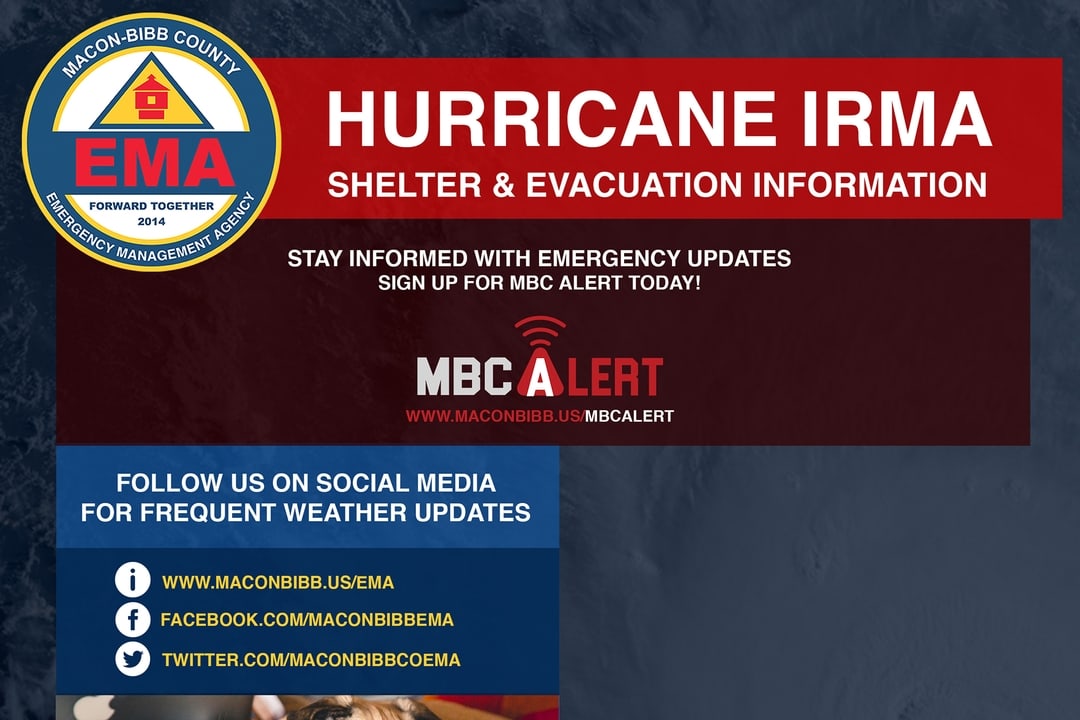 MACON-BIBB COUNTY
EMA
FORWARD TOGETHER
2014
EMERGENCY MANAGEMENT AGENCY
HURRICANE IRMA
SHELTER & EVACUATION INFORMATION
STAY INFORMED WITH EMERGENCY UPDATES
SIGN UP FOR MBC ALERT TODAY!
MBC ALERT
WWW.MACONBIBB.US/MBCALERT
FOLLOW US ON SOCIAL MEDIA
FOR FREQUENT WEATHER UPDATES
WWW.MACONBIBB.US/EMA
FACEBOOK.COM/MACONBIBBEMA
TWITTER.COM/MACONBIBBCOEMA